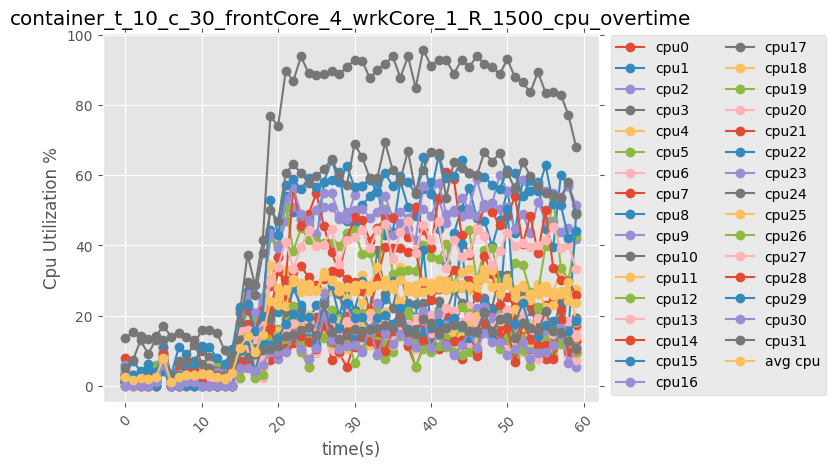 container_t_10_c_30_frontCore_4_wrkCore_1_R_1500_cpu_overtime
100
80
60
40
20
0
Cpu Utilization %
0
10
20
30
40
50
60
time(s)
cpu0
cpu1
cpu2
cpu3
cpu4
cpu5
cpu6
cpu7
cpu8
cpu9
cpu10
cpu11
cpu12
cpu13
cpu14
cpu15
cpu16
cpu17
cpu18
cpu19
cpu20
cpu21
cpu22
cpu23
cpu24
cpu25
cpu26
cpu27
cpu28
cpu29
cpu30
cpu31
avg cpu